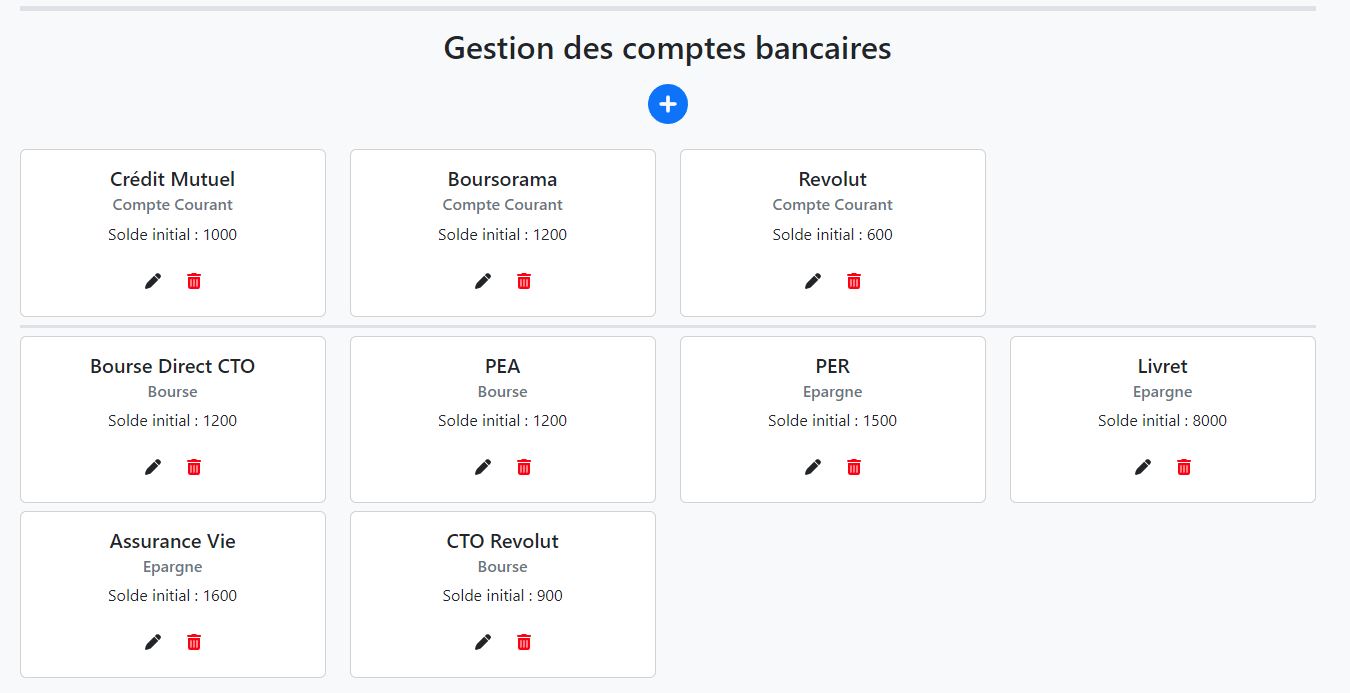 Gestion des comptes bancaires
Crédit Mutuel
Compte Courant
Solde initial : 1000
Boursorama
Compte Courant
Solde initial : 1200
Revolut
Compte Courant
Solde initial : 600
Bourse Direct CTO
Bourse
Solde initial : 1200
PEA
Bourse
Solde initial : 1200
PER
Epargne
Solde initial : 1500
Livret
Epargne
Solde initial : 8000
Assurance Vie
Epargne
Solde initial : 1600
CTO Revolut
Bourse
Solde initial : 900